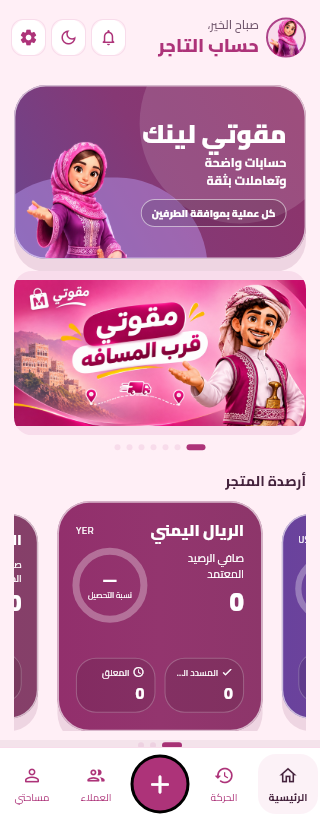 صباح الخير،
حساب التاجر
مقوتي لينك
حسابات واضحة
وتعاملات بثقة
كل عملية بموافقة الطرفين
مقوتي
مقوتي
قرب المسافه
أرصدة المتجر
الريال اليمني
YER
صافي الرصيد
المعتمد
0
—
نسبة التحصيل
المسدد الـ...
0
المعلق
0
الرئيسية
الحركة
العملاء
مساحتي